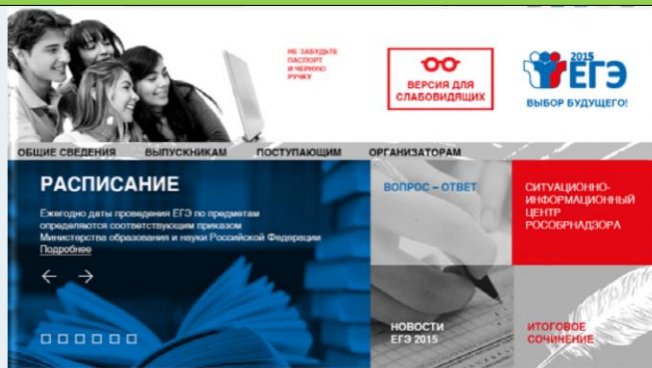 НЕ ЗАБУДЬТЕ
ПАСПОРТ
И ЧЕРНУЮ
РУЧКУ
ВЕРСИЯ ДЛЯ
СЛАБОВИДЯЩИХ
2015
ЕГЭ
ВЫБОР БУДУЩЕГО!
ОБЩИЕ СВЕДЕНИЯ ВЫПУСКНИКАМ ПОСТУПАЮЩИМ ОРГАНИЗАТОРАМ
РАСПИСАНИЕ
Ежегодно даты проведения ЕГЭ по предметам
определяются соответствующим приказом
Министерства образования и науки Российской Федерации
Подробнее
ВОПРОС – ОТВЕТ
СИТУАЦИОННО-
ИНФОРМАЦИОННЫЙ
ЦЕНТР
РОСОБРНАДЗОРА
НОВОСТИ
ЕГЭ 2015
ИТОГОВОЕ
СОЧИНЕНИЕ